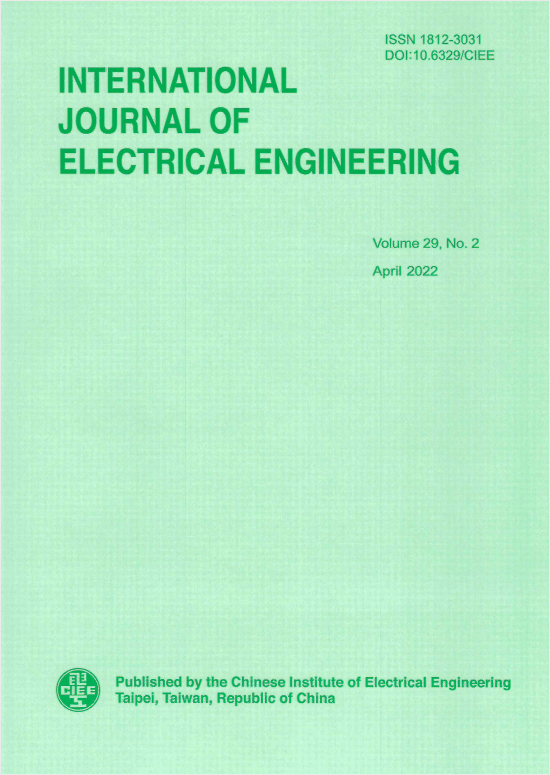 ISSN 1812-3031
DOI:10.6329/CIEE
INTERNATIONAL
JOURNAL OF
ELECTRICAL ENGINEERING
Volume 29, No. 2
April 2022
CIEE
Published by the Chinese Institute of Electrical Engineering
Taipei, Taiwan, Republic of China